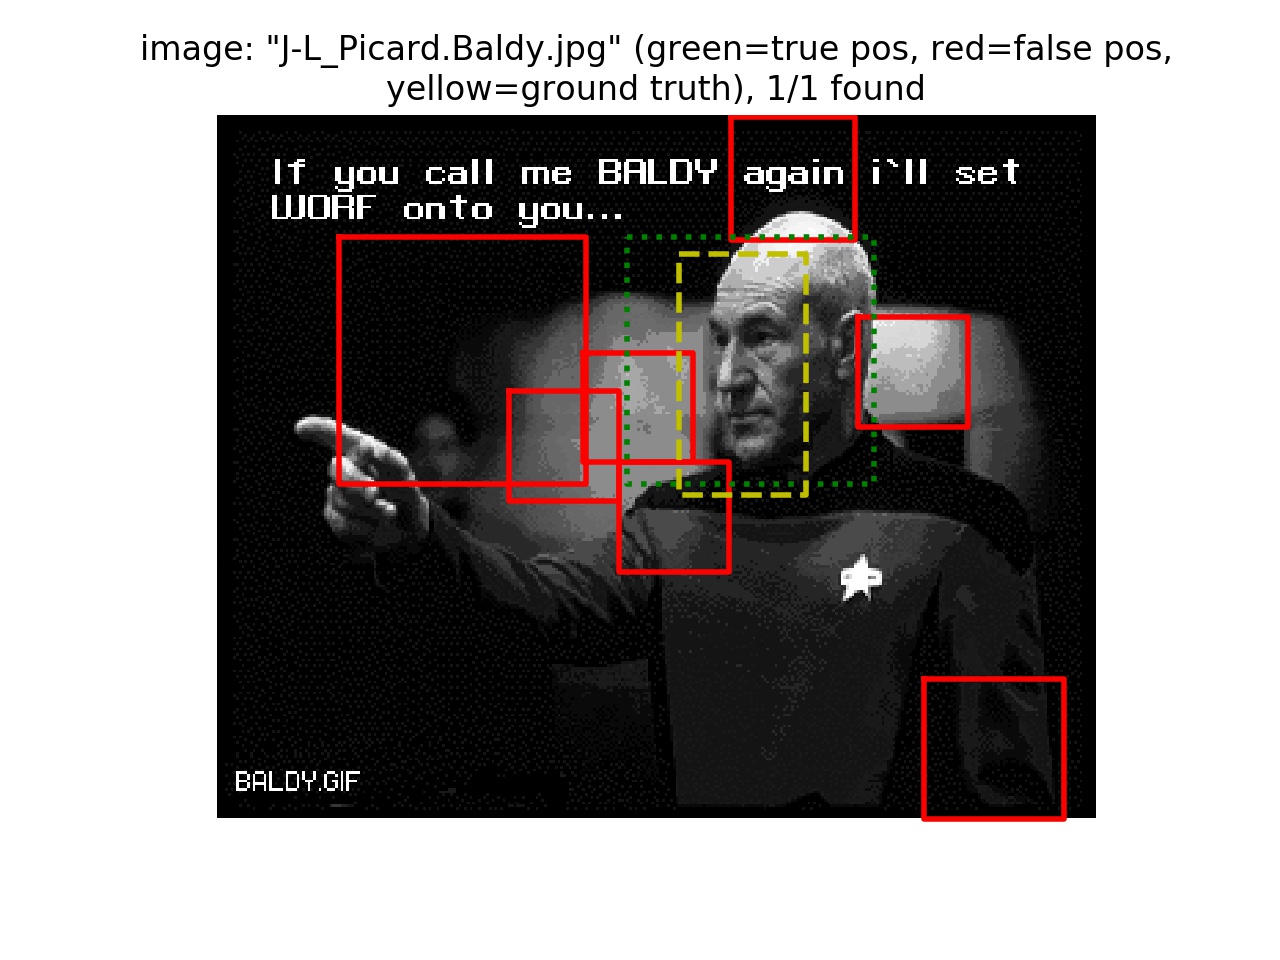 image: "J-L_Picard.Baldy.jpg" (green=true pos, red=false pos,
yellow=ground truth), 1/1 found
If you call me BALDY again i`ll set
WORF onto you...
BALDY.GIF